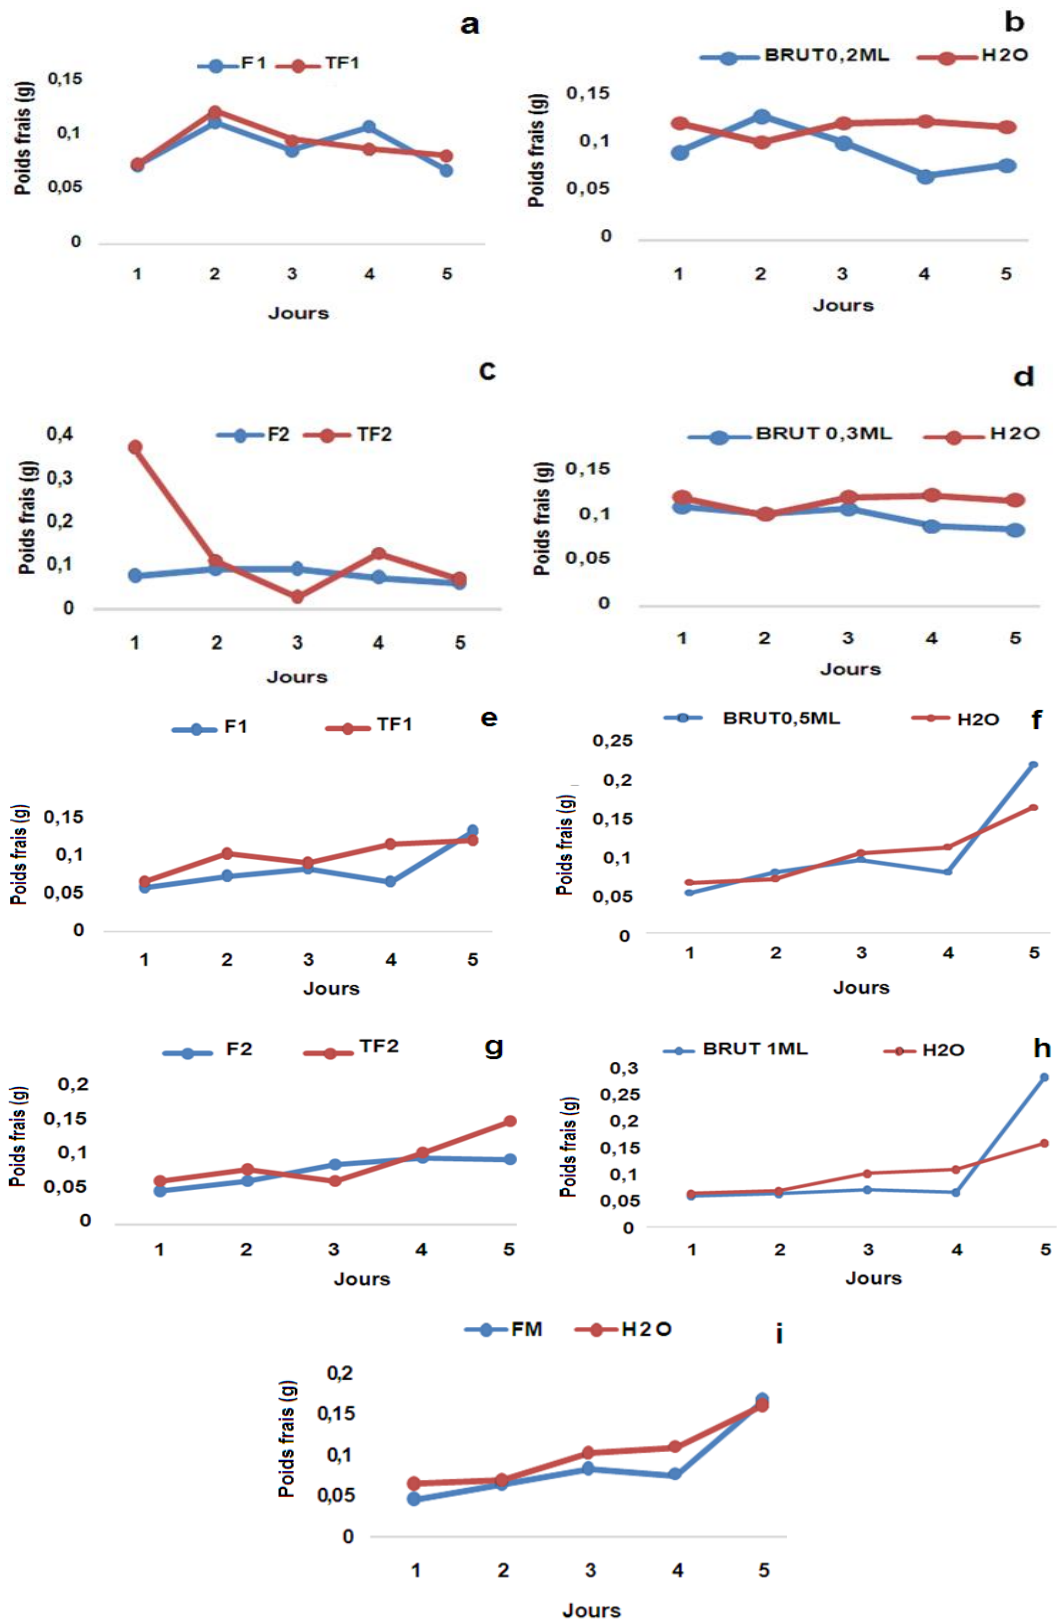 a
F1 TF1
Poids frais (g)
0,15
0,1
0,05
0
1 2 3 4 5
Jours
b
BRUT0,2ML H2O
Poids frais (g)
0,15
0,1
0,05
0
1 2 3 4 5
Jours
c
F2 TF2
Poids frais (g)
0,4
0,3
0,2
0,1
0
1 2 3 4 5
Jours
d
BRUT 0,3ML H2O
Poids frais (g)
0,15
0,1
0,05
0
1 2 3 4 5
Jours
e
F1 TF1
Poids frais (g)
0,15
0,1
0,05
0
1 2 3 4 5
Jours
f
BRUT0,5ML H2O
Poids frais (g)
0,25
0,2
0,15
0,1
0,05
0
1 2 3 4 5
Jours
g
F2 TF2
Poids frais (g)
0,2
0,15
0,1
0,05
0
1 2 3 4 5
Jours
h
BRUT 1ML H2O
Poids frais (g)
0,3
0,25
0,2
0,15
0,1
0,05
0
1 2 3 4 5
Jours
i
FM H2O
Poids frais (g)
0,2
0,15
0,1
0,05
0
1 2 3 4 5
Jours